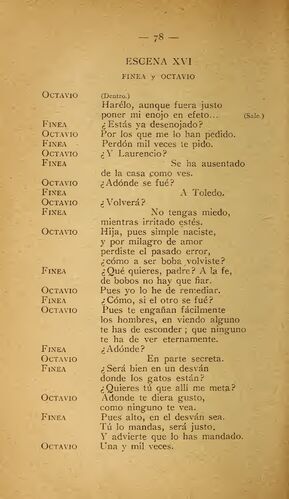 — 78 —
ESCENA XVI
FINEA y OCTAVIO
OCTAVIO (Dentro.)
Harélo, aunque fuera justo
poner mi enojo en efeto... (Sale.)
FINEA ¿Estás ya desenojado?
OCTAVIO Por los que me lo han pedido.
FINEA Perdón mil veces te pido.
OCTAVIO ¿Y Laurencio?
FINEA Se ha ausentado
de la casa como ves.
OCTAVIO ¿Adónde se fué?
FINEA A Toledo.
OCTAVIO ¿Volverá?
FINEA No tengas miedo,
mientras irritado estés.
OCTAVIO Hija, pues simple naciste,
y por milagro de amor
perdiste el pasado error,
¿cómo a ser boba volviste?
FINEA ¿Qué quieres, padre? A la fe,
de bobos no hay que fiar.
OCTAVIO Pues yo lo he de remediar.
FINEA ¿Cómo, si el otro se fué?
OCTAVIO Pues te engañan fácilmente
los hombres, en viendo alguno
te has de esconder; que ninguno
te ha de ver eternamente.
FINEA ¿Adónde?
OCTAVIO En parte secreta.
FINEA ¿Será bien en un desván
donde los gatos están?
¿Quieres tú que allí me meta?
OCTAVIO Adonde te diera gusto,
como ninguno te vea.
FINEA Pues alto, en el desván sea.
Tú lo mandas, será justo.
Y advierte que lo has mandado.
OCTAVIO Una y mil veces.